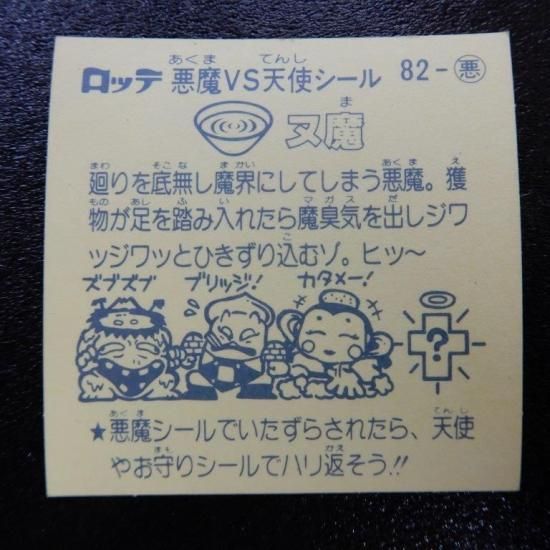 ロッテ 悪魔VS天使シール 82-悪
ヌ魔
廻りを底無し魔界にしてしまう悪魔。獲
物が足を踏み入れたら魔臭気を出しジワ
ッジワッとひきずり込むゾ。ヒッ〜
ズブズブ ブリッジ! カタメー!
?
★悪魔シールでいたずらされたら、天使
やお守りシールでハリ返そう!!